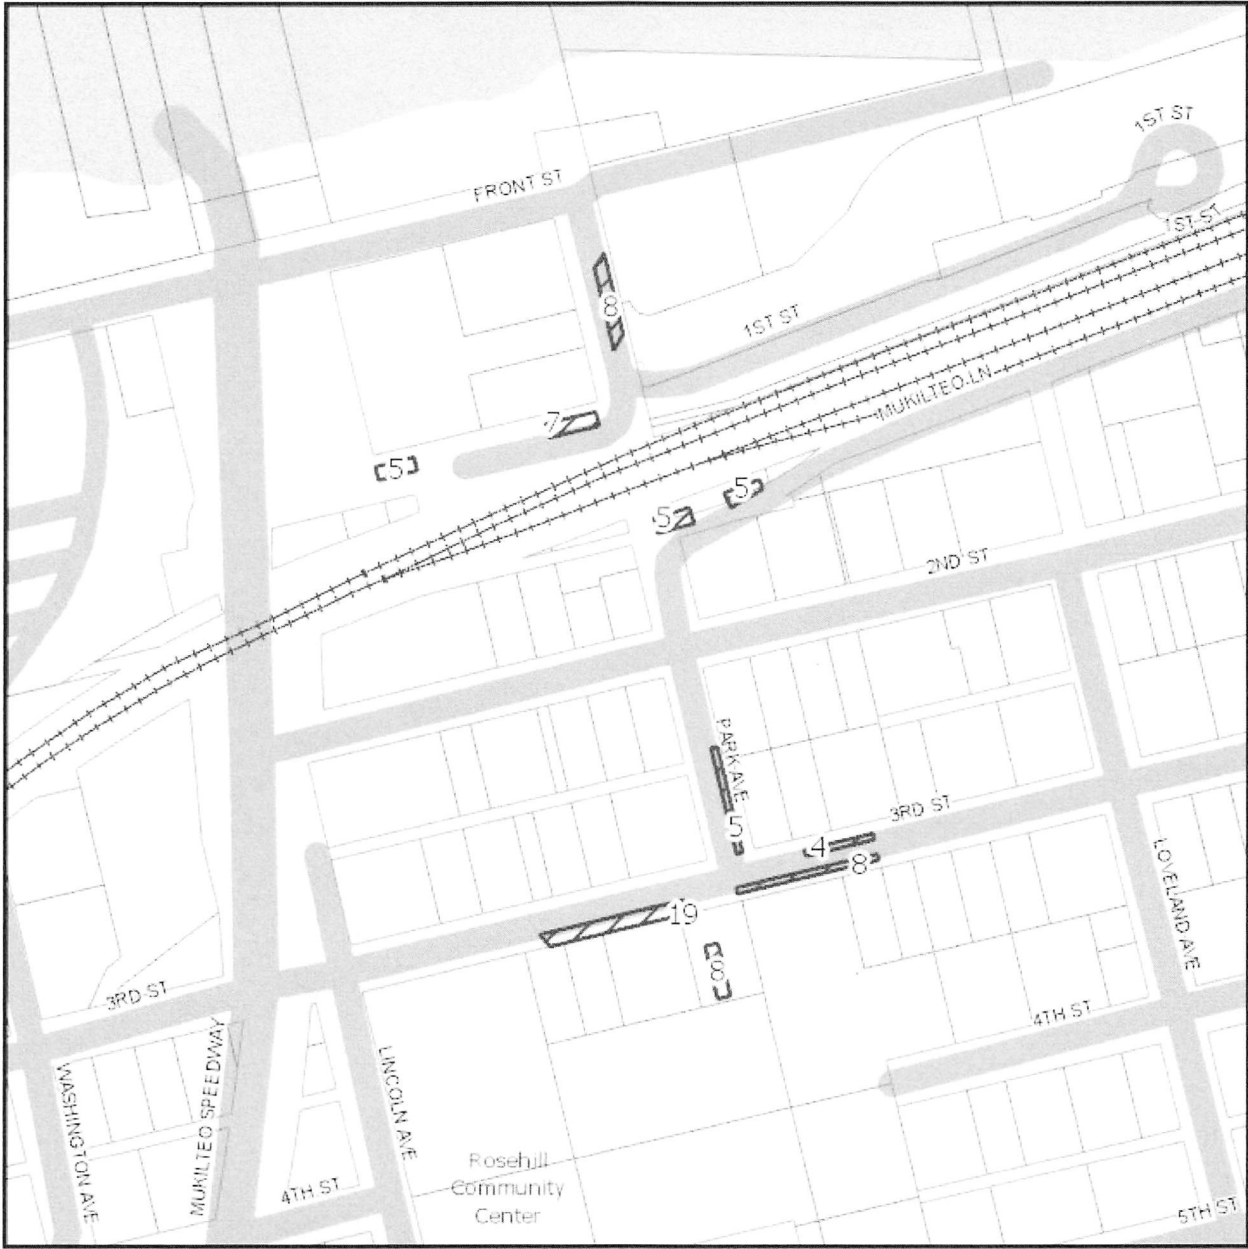 1ST ST
FRONT ST
1ST ST
8
1ST ST
MUKILTEO LN
7
5
5
5
2ND ST
PARK AVE
5
4
3RD ST
8
19
LOVELAND AVE
8
3RD ST
4TH ST
WASHINGTON AVE
MUKILTEO SPEEDWAY
LINCOLN AVE
Rosehill
Community
Center
4TH ST
5TH ST